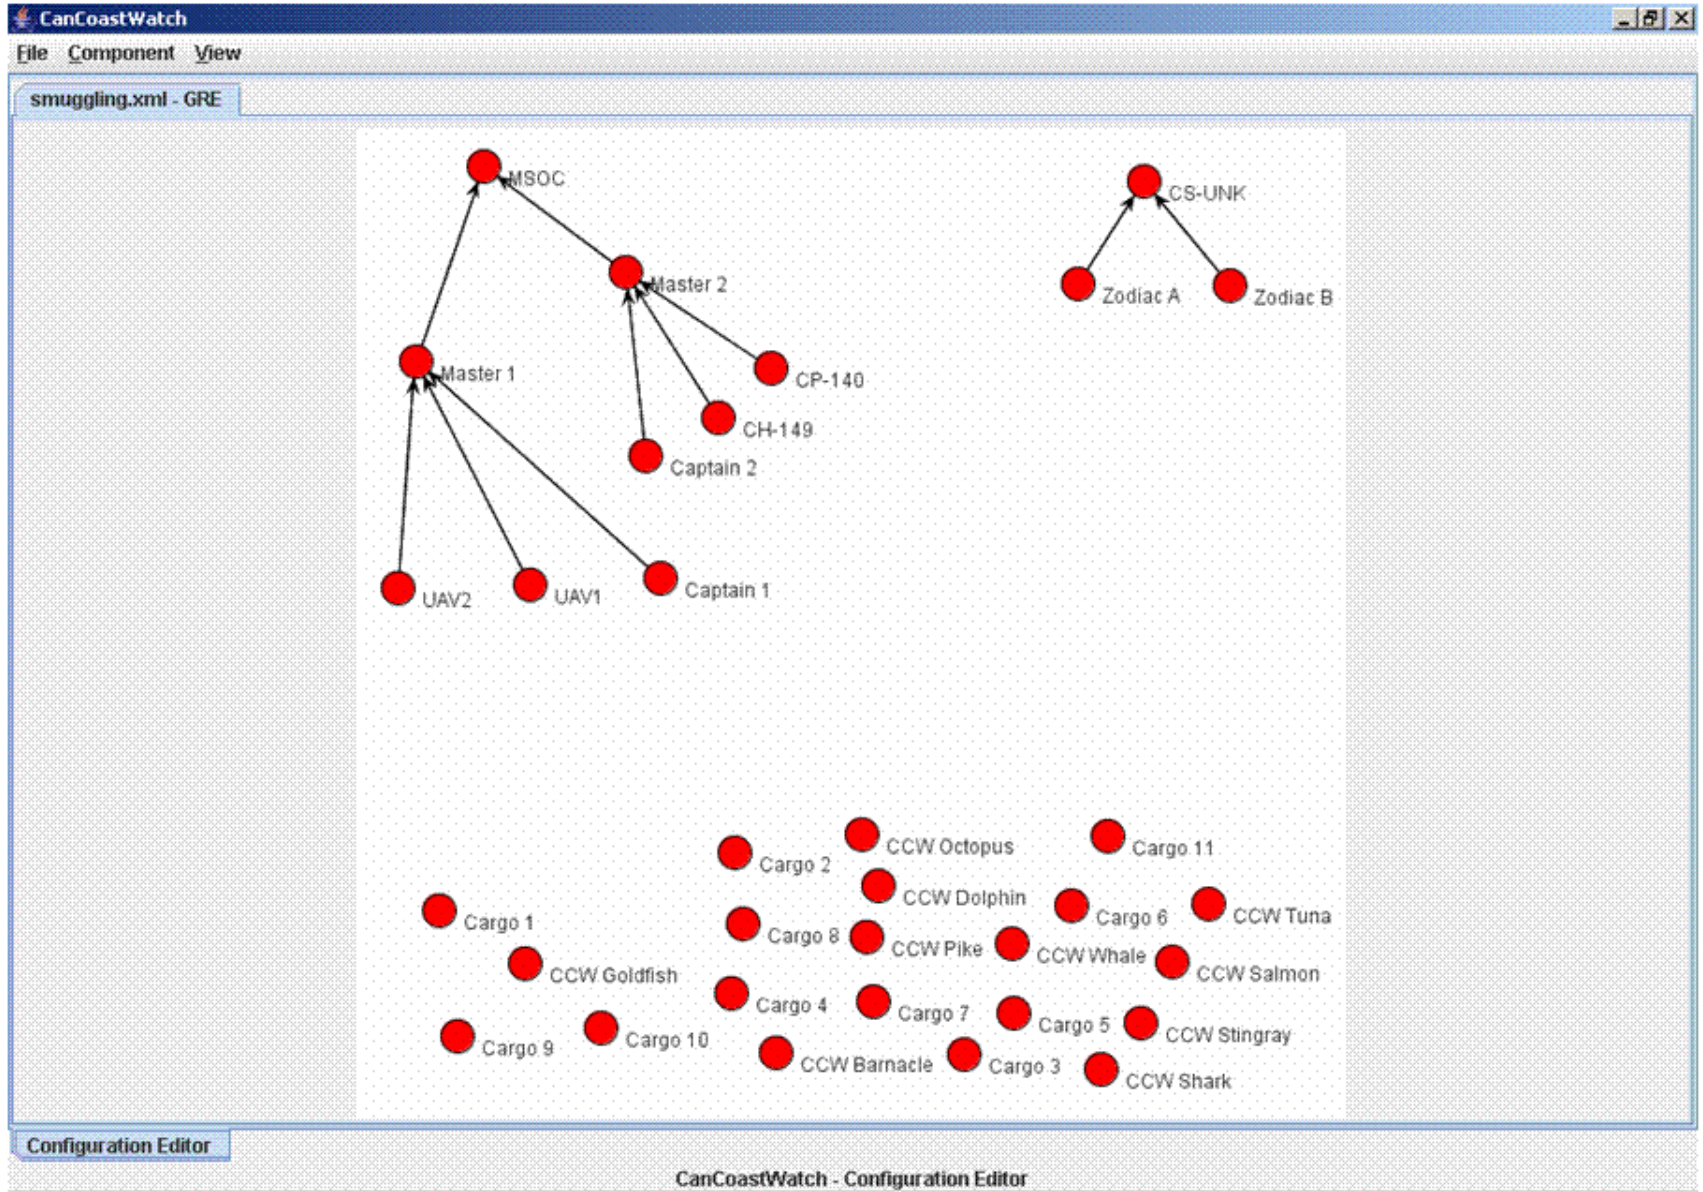 CanCoastWatch
File Component View
smuggling.xml - GRE
MSOC
CS-UNK
Master 2
Zodiac A
Zodiac B
Master 1
CP-140
CH-149
Captain 2
UAV2
UAV1
Captain 1
CCW Octopus
Cargo 11
Cargo 2
CCW Dolphin
Cargo 6
CCW Tuna
Cargo 1
Cargo 8
CCW Pike
CCW Whale
CCW Goldfish
CCW Salmon
Cargo 4
Cargo 7
Cargo 5
CCW Stingray
Cargo 9
Cargo 10
CCW Barnacle
Cargo 3
CCW Shark
Configuration Editor
CanCoastWatch - Configuration Editor